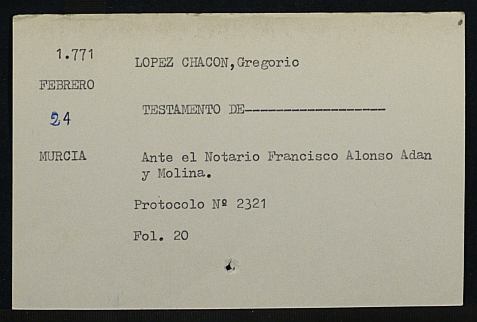 1.771
LOPEZ CHACON,Gregorio
FEBRERO
24
TESTAMENTO DE------------------
MURCIA
Ante el Notario Francisco Alonso Adan
y Molina.
Protocolo Nº 2321
Fol. 20